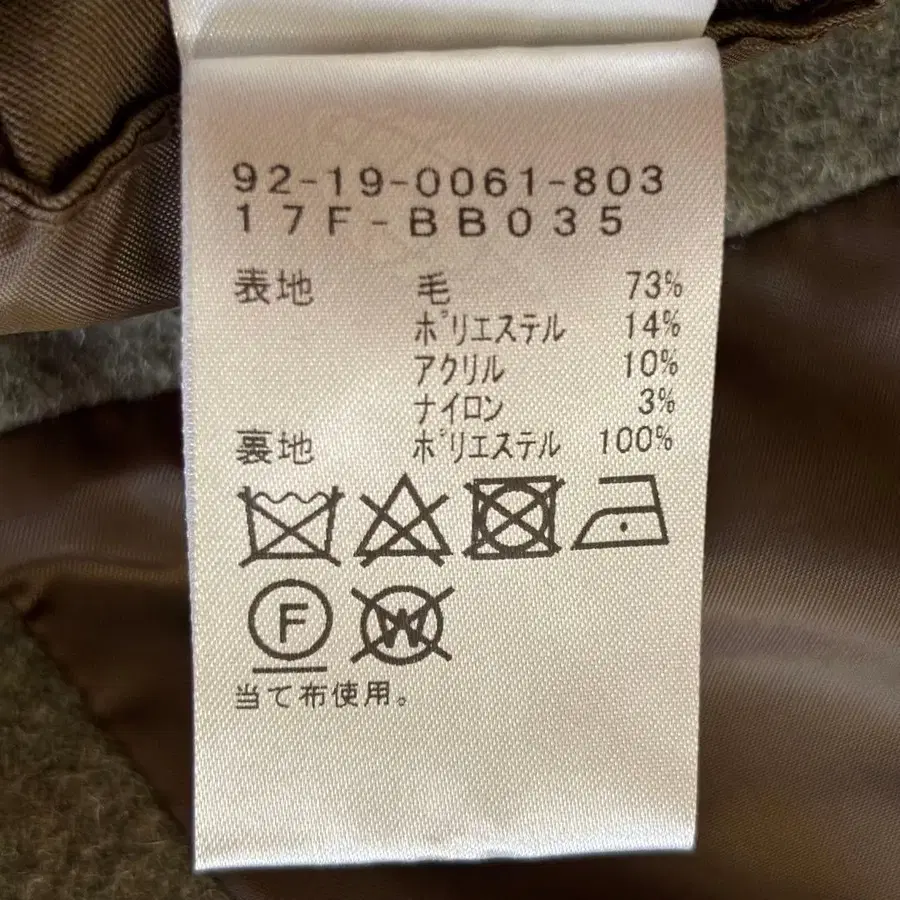 92-19-0061-803
17F-BB035
表地 毛 73%
ポリエステル 14%
アクリル 10%
ナイロン 3%
裏地 ポリエステル 100%
F W
当て布使用。